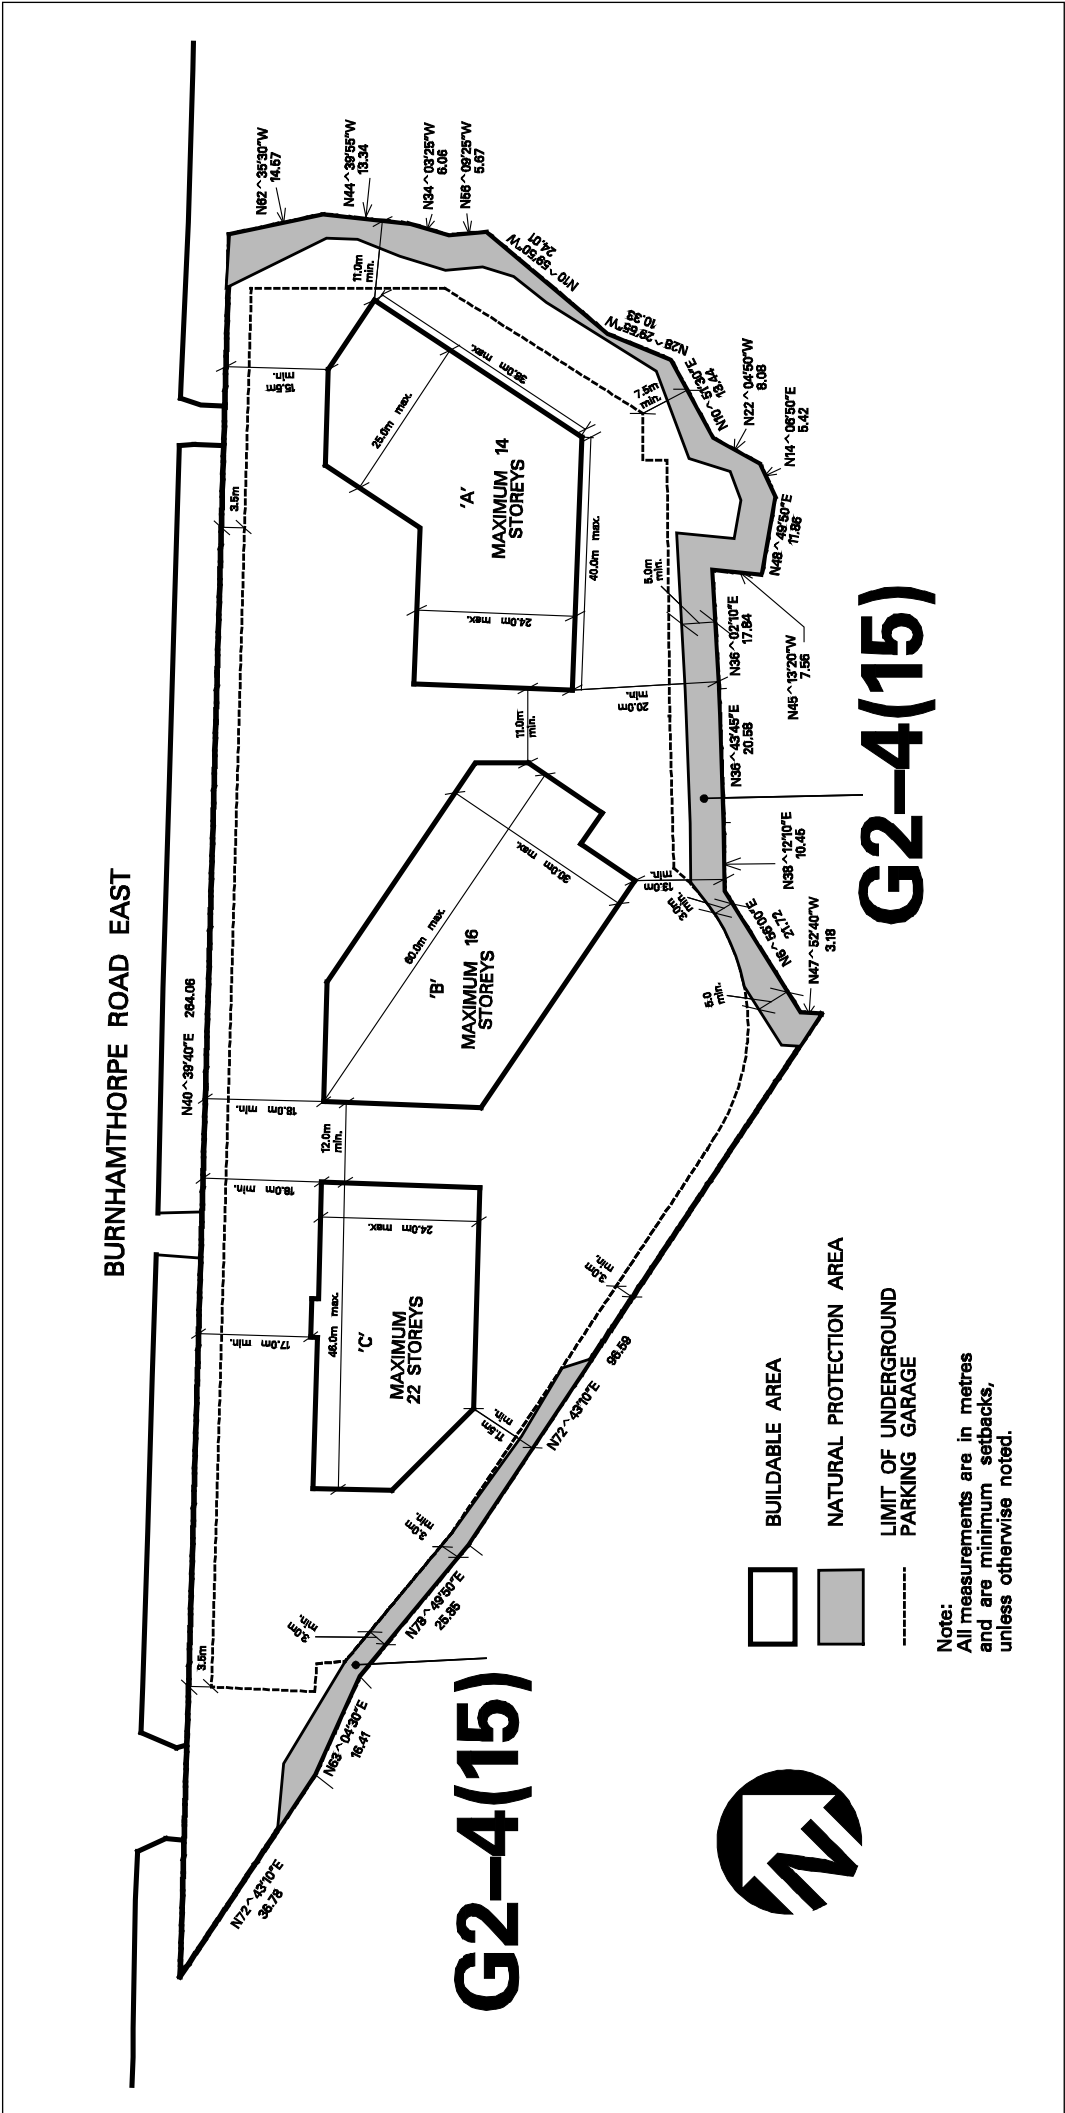 BURNHAMTHORPE ROAD EAST
N40^39'40"E 264.06
N62^35'30"W
14.57
N44^39'55"W
13.34
N34^03'25"W
6.06
N56^09'25"W
5.67
N10^59'50"W
24.01
N28^29'55"W
10.33
N10^51'30"E
13.44
N22^04'50"W
8.08
N14^06'50"E
5.42
N48^49'50"E
11.86
N45^13'20"W
7.56
N36^02'10"E
17.84
N36^43'45"E
20.58
N38^12'10"E
10.45
N6^56'00"E
21.72
N47^52'40"W
3.18
N72^43'10"E 96.59
N78^49'50"E
25.85
N63^04'30"E
16.41
N72^43'10"E
36.78
11.0m
min.
15.5m
min.
3.5m
25.0m max.
38.0m max.
7.5m
min.
'A'
MAXIMUM 14
STOREYS
40.0m max.
24.0m max.
5.0m
min.
20.0m
min.
11.0m
min.
30.0m max.
60.0m max.
'B'
MAXIMUM 16
STOREYS
13.0m
min.
3.0m
min.
5.0
min.
18.0m min.
12.0m
min.
18.0m min.
24.0m max.
17.0m min.
46.0m max.
'C'
MAXIMUM
22 STOREYS
11.5m
min.
3.0m
min.
3.0m
min.
3.0m
min.
3.5m
G2-4(15)
G2-4(15)
BUILDABLE AREA
NATURAL PROTECTION AREA
LIMIT OF UNDERGROUND
PARKING GARAGE
Note:
All measurements are in metres
and are minimum setbacks,
unless otherwise noted.
N